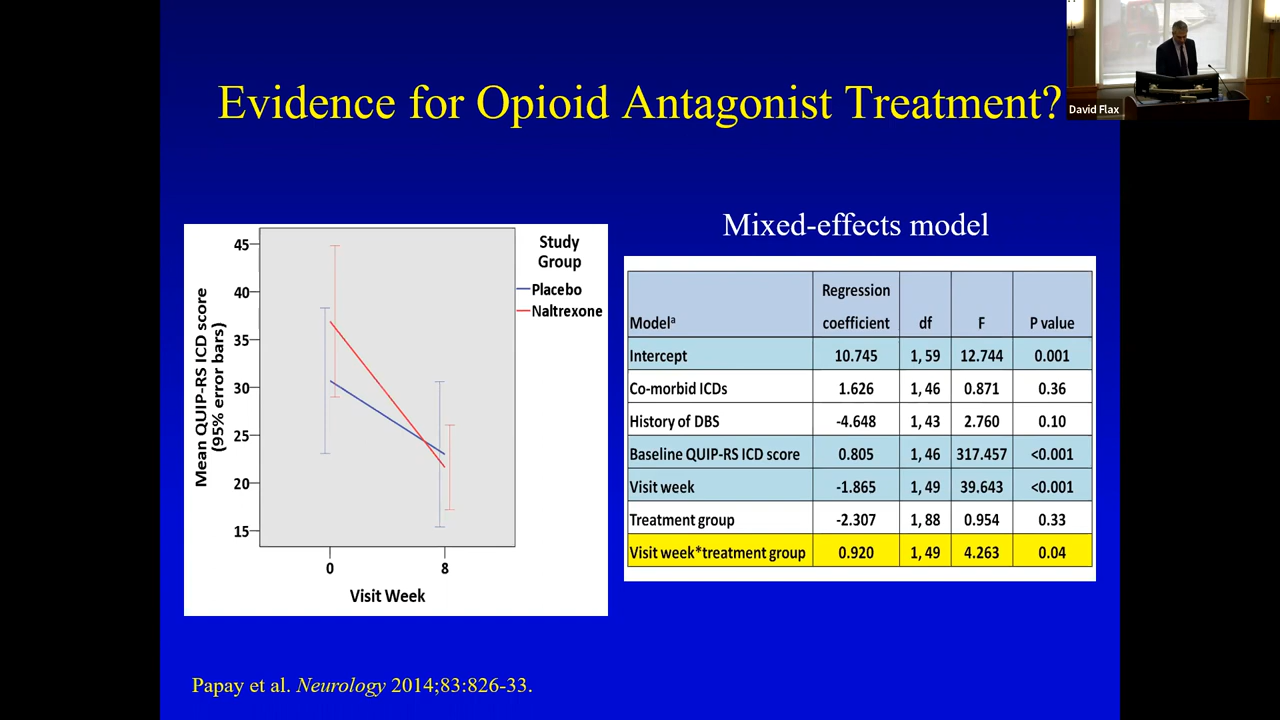 Evidence for Opioid Antagonist Treatment?
David Flax
Mean QUIP-RS ICD score
(95% error bars)
45
40
35
30
25
20
15
0
8
Visit Week
Study
Group
Placebo
Naltrexone
Mixed-effects model
Modelª Regression coefficient df F P value
Intercept 10.745 1, 59 12.744 0.001
Co-morbid ICDs 1.626 1, 46 0.871 0.36
History of DBS -4.648 1, 43 2.760 0.10
Baseline QUIP-RS ICD score 0.805 1, 46 317.457 <0.001
Visit week -1.865 1, 49 39.643 <0.001
Treatment group -2.307 1, 88 0.954 0.33
Visit week*treatment group 0.920 1, 49 4.263 0.04
Papay et al. Neurology 2014;83:826-33.